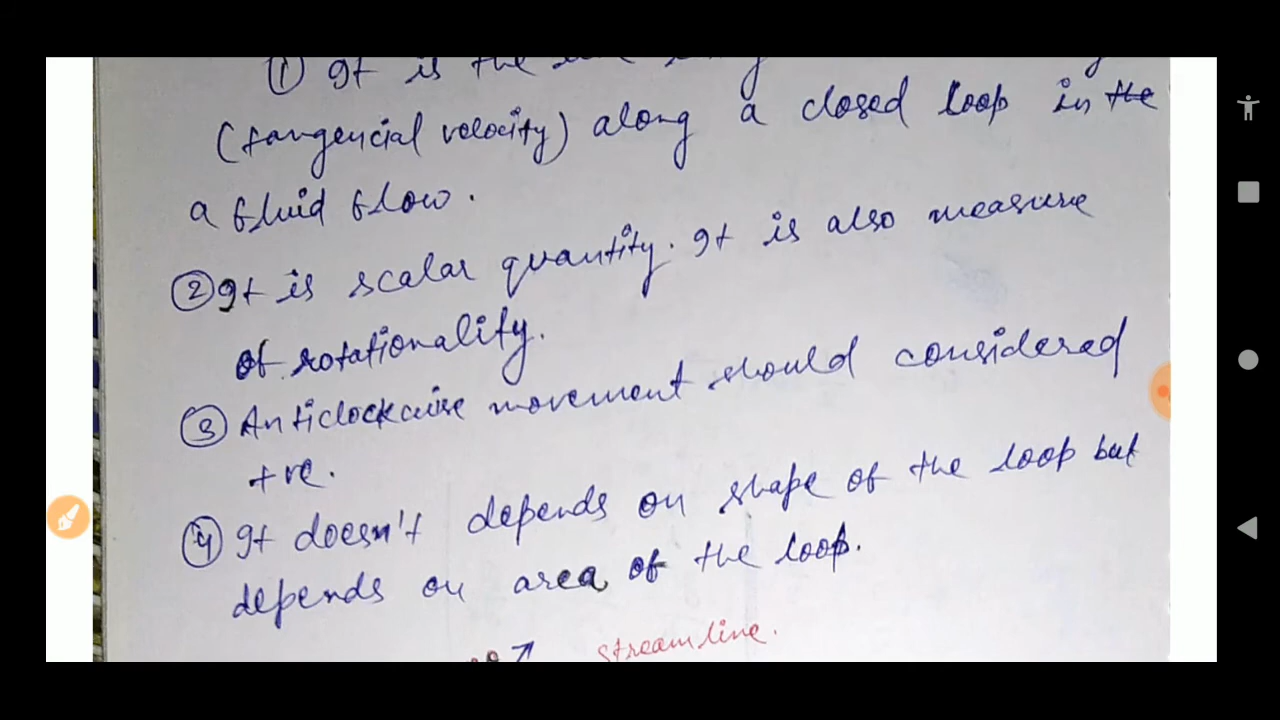 ① It is the
(tangencial velocity) along a closed loop in the
a fluid flow.
② It is scalar quantity. It is also measure
of rotationality.
③ Anticlockwise movement should considered
+ve.
④ It doesn't depends on shape of the loop but
depends on area of the loop.
streamline.